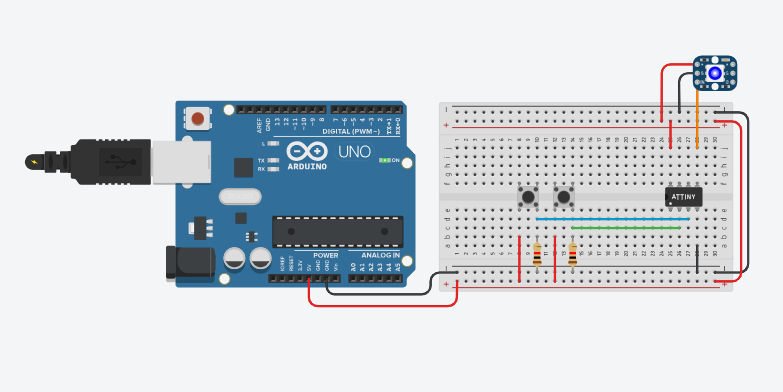 AREF
GND
13
12
~11
~10
~9
8
7
~6
~5
4
~3
2
TX→1
RX←0
DIGITAL (PWM~)
L
TX
RX
UNO
ON
ARDUINO
POWER
ANALOG IN
IOREF
RESET
3.3V
5V
GND
GND
Vin
A0
A1
A2
A3
A4
A5
ATTINY